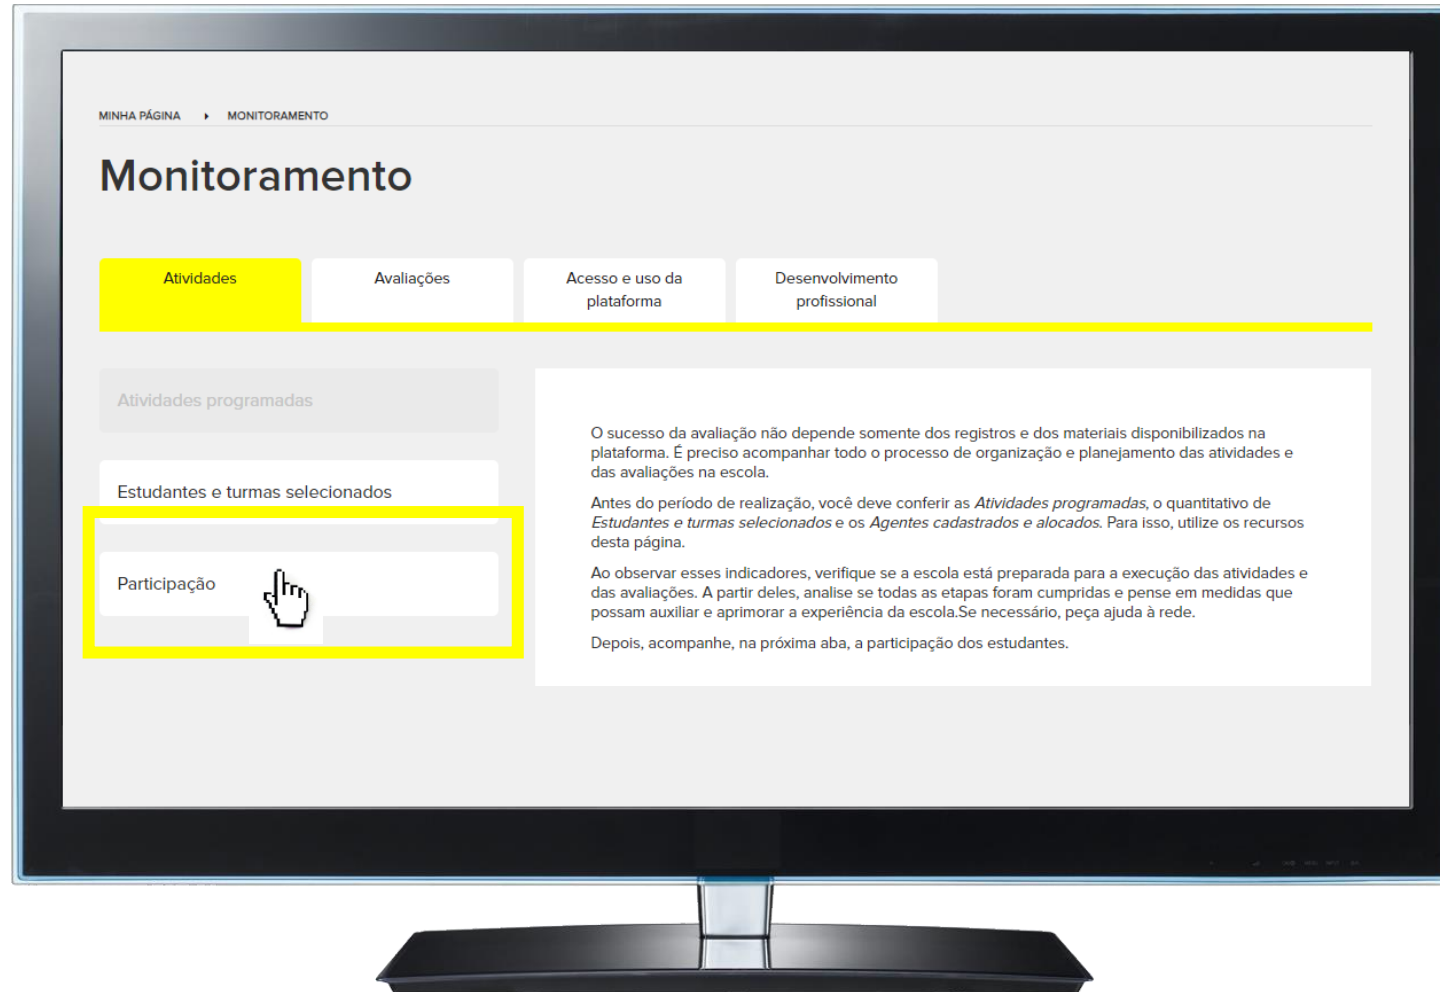 MINHA PÁGINA MONITORAMENTO
Monitoramento
Atividades
Avaliações
Acesso e uso da
plataforma
Desenvolvimento
profissional
Atividades programadas
Estudantes e turmas selecionados
Participação
O sucesso da avaliação não depende somente dos registros e dos materiais disponibilizados na
plataforma. É preciso acompanhar todo o processo de organização e planejamento das atividades e
das avaliações na escola.
Antes do período de realização, você deve conferir as Atividades programadas, o quantitativo de
Estudantes e turmas selecionados e os Agentes cadastrados e alocados. Para isso, utilize os recursos
desta página.
Ao observar esses indicadores, verifique se a escola está preparada para a execução das atividades e
das avaliações. A partir deles, analise se todas as etapas foram cumpridas e pense em medidas que
possam auxiliar e aprimorar a experiência da escola.Se necessário, peça ajuda à rede.
Depois, acompanhe, na próxima aba, a participação dos estudantes.